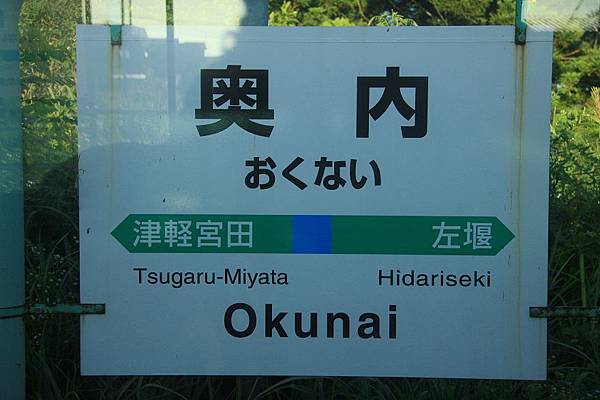 奥内
おくない
津軽宮田 左堰
Tsugaru-Miyata Hidariseki
Okunai